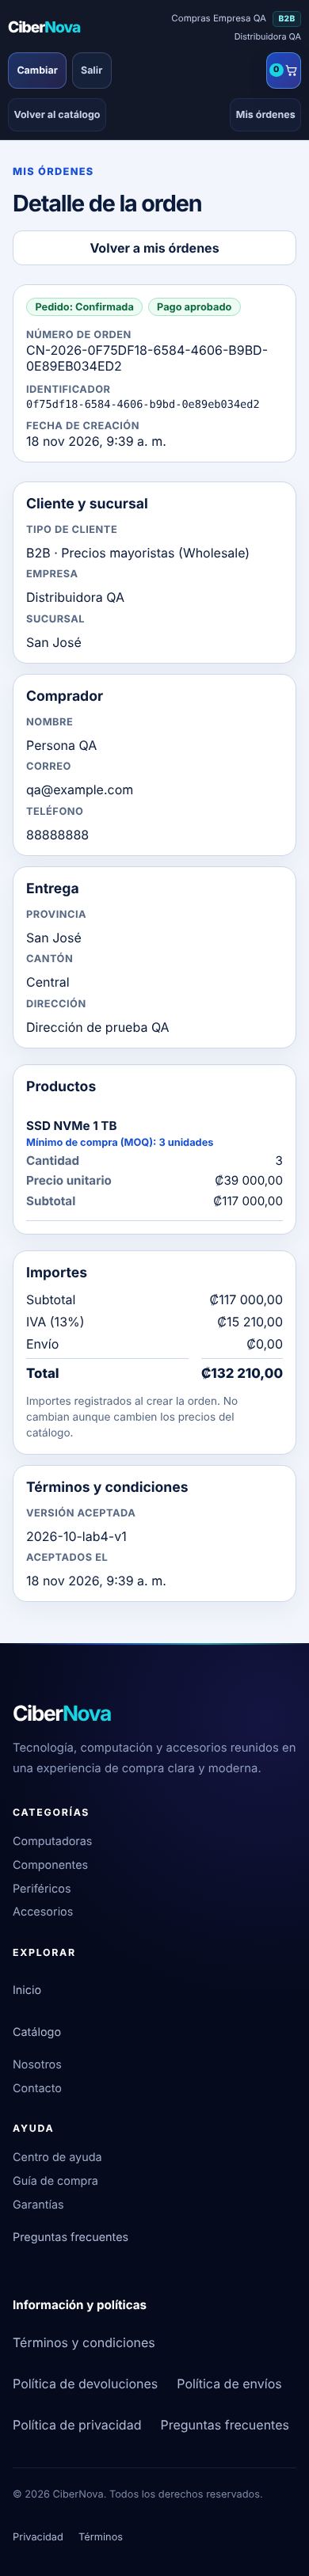 CiberNova
Compras Empresa QA B2B
Distribuidora QA
Cambiar Salir 0
Volver al catálogo Mis órdenes
MIS ÓRDENES
Detalle de la orden
Volver a mis órdenes
Pedido: Confirmada Pago aprobado
NÚMERO DE ORDEN
CN-2026-0F75DF18-6584-4606-B9BD-
0E89EB034ED2
IDENTIFICADOR
0f75df18-6584-4606-b9bd-0e89eb034ed2
FECHA DE CREACIÓN
18 nov 2026, 9:39 a. m.
Cliente y sucursal
TIPO DE CLIENTE
B2B · Precios mayoristas (Wholesale)
EMPRESA
Distribuidora QA
SUCURSAL
San José
Comprador
NOMBRE
Persona QA
CORREO
qa@example.com
TELÉFONO
88888888
Entrega
PROVINCIA
San José
CANTÓN
Central
DIRECCIÓN
Dirección de prueba QA
Productos
SSD NVMe 1 TB
Mínimo de compra (MOQ): 3 unidades
Cantidad 3
Precio unitario ₡39 000,00
Subtotal ₡117 000,00
Importes
Subtotal ₡117 000,00
IVA (13%) ₡15 210,00
Envío ₡0,00
Total ₡132 210,00
Importes registrados al crear la orden. No
cambian aunque cambien los precios del
catálogo.
Términos y condiciones
VERSIÓN ACEPTADA
2026-10-lab4-v1
ACEPTADOS EL
18 nov 2026, 9:39 a. m.
CiberNova
Tecnología, computación y accesorios reunidos en
una experiencia de compra clara y moderna.
CATEGORÍAS
Computadoras
Componentes
Periféricos
Accesorios
EXPLORAR
Inicio
Catálogo
Nosotros
Contacto
AYUDA
Centro de ayuda
Guía de compra
Garantías
Preguntas frecuentes
Información y políticas
Términos y condiciones
Política de devoluciones Política de envíos
Política de privacidad Preguntas frecuentes
© 2026 CiberNova. Todos los derechos reservados.
Privacidad Términos